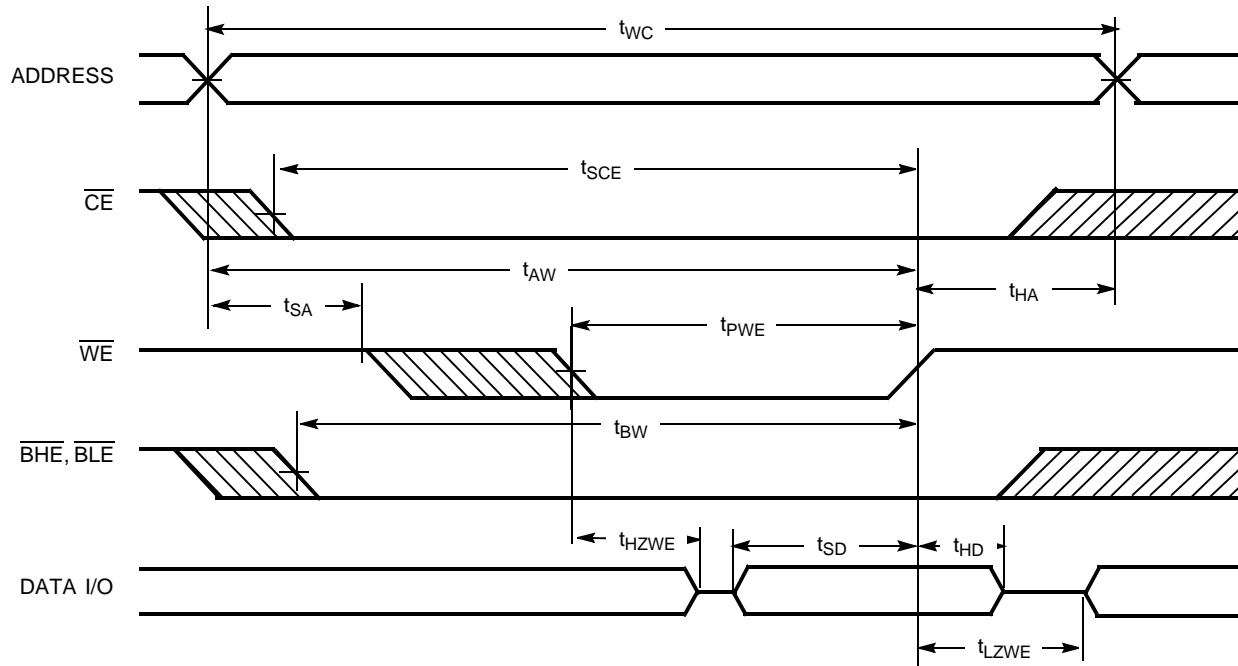 tWC
ADDRESS
tSCE
CE
tAW
tSA
tHA
tPWE
WE
tBW
BHE, BLE
tHZWE
tSD
tHD
DATA I/O
tLZWE